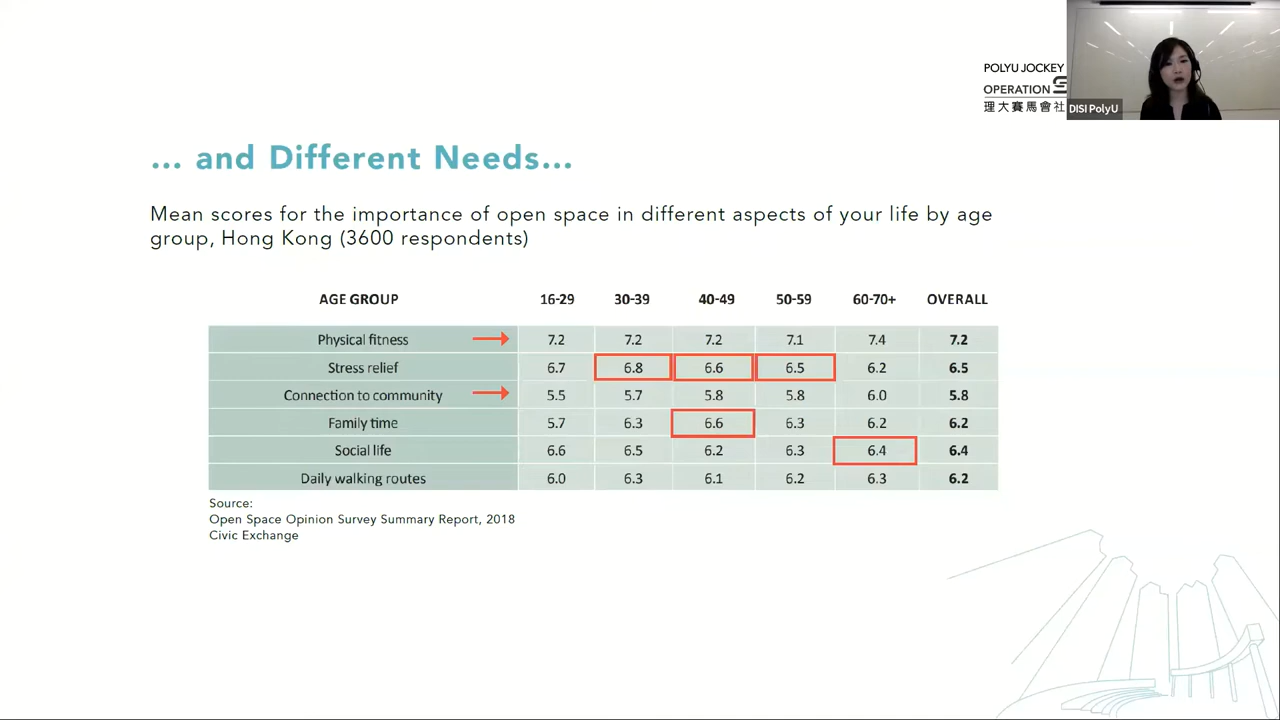 POLYU JOCKEY
OPERATION S
理大賽馬會社
DISI PolyU
... and Different Needs...
Mean scores for the importance of open space in different aspects of your life by age
group, Hong Kong (3600 respondents)
AGE GROUP 16-29 30-39 40-49 50-59 60-70+ OVERALL
Physical fitness 7.2 7.2 7.2 7.1 7.4 7.2
Stress relief 6.7 6.8 6.6 6.5 6.2 6.5
Connection to community 5.5 5.7 5.8 5.8 6.0 5.8
Family time 5.7 6.3 6.6 6.3 6.2 6.2
Social life 6.6 6.5 6.2 6.3 6.4 6.4
Daily walking routes 6.0 6.3 6.1 6.2 6.3 6.2
Source:
Open Space Opinion Survey Summary Report, 2018
Civic Exchange